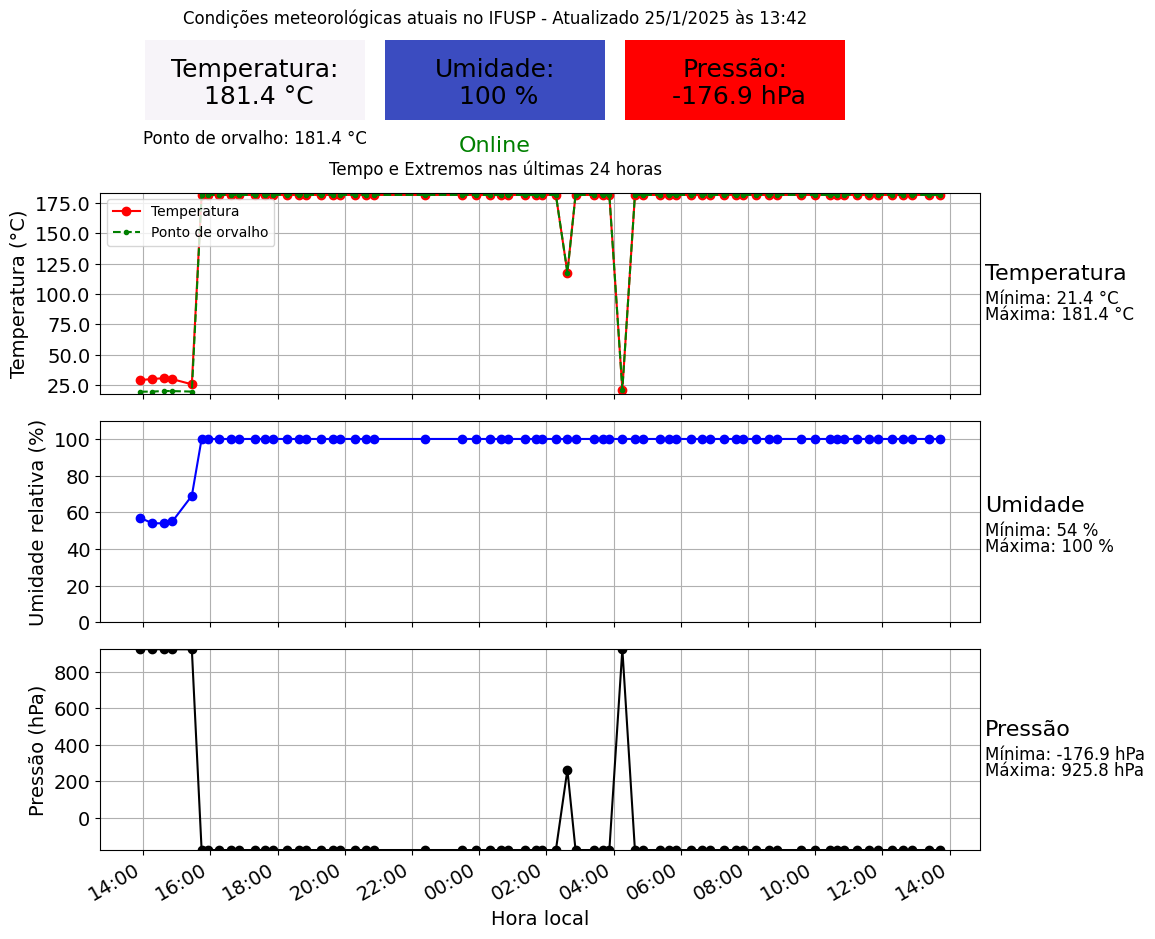 Condições meteorológicas atuais no IFUSP - Atualizado 25/1/2025 às 13:42
Temperatura:
181.4 °C
Umidade:
100 %
Pressão:
-176.9 hPa
Ponto de orvalho: 181.4 °C
Online
Tempo e Extremos nas últimas 24 horas
Temperatura (°C)
175.0
150.0
125.0
100.0
75.0
50.0
25.0
Temperatura
Ponto de orvalho
Temperatura
Mínima: 21.4 °C
Máxima: 181.4 °C
Umidade relativa (%)
100
80
60
40
20
0
Umidade
Mínima: 54 %
Máxima: 100 %
Pressão (hPa)
800
600
400
200
0
Pressão
Mínima: -176.9 hPa
Máxima: 925.8 hPa
14:00 16:00 18:00 20:00 22:00 00:00 02:00 04:00 06:00 08:00 10:00 12:00 14:00
Hora local